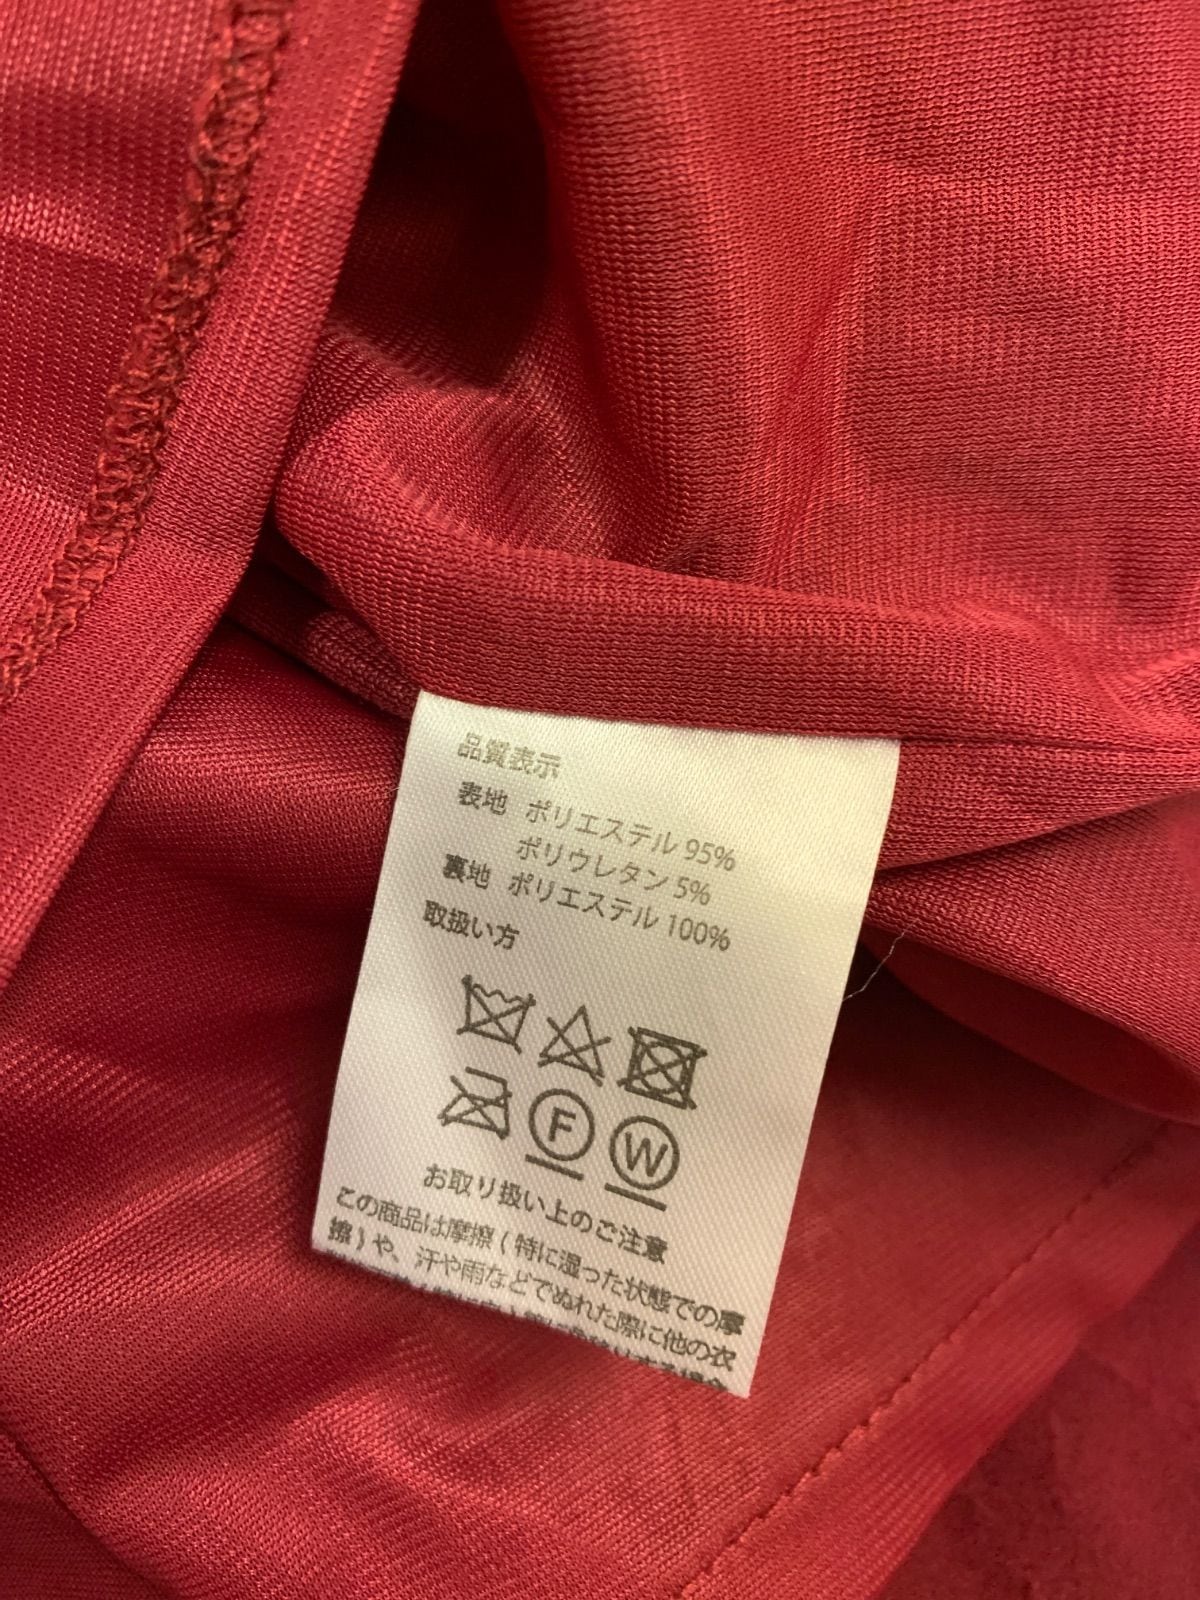 品質表示
表地 ポリエステル 95%
ポリウレタン 5%
裏地 ポリエステル 100%
取扱い方
F W
お取り扱い上のご注意
この商品は摩擦 ( 特に湿った状態での摩
擦 ) や、汗や雨などでぬれた際に他の衣